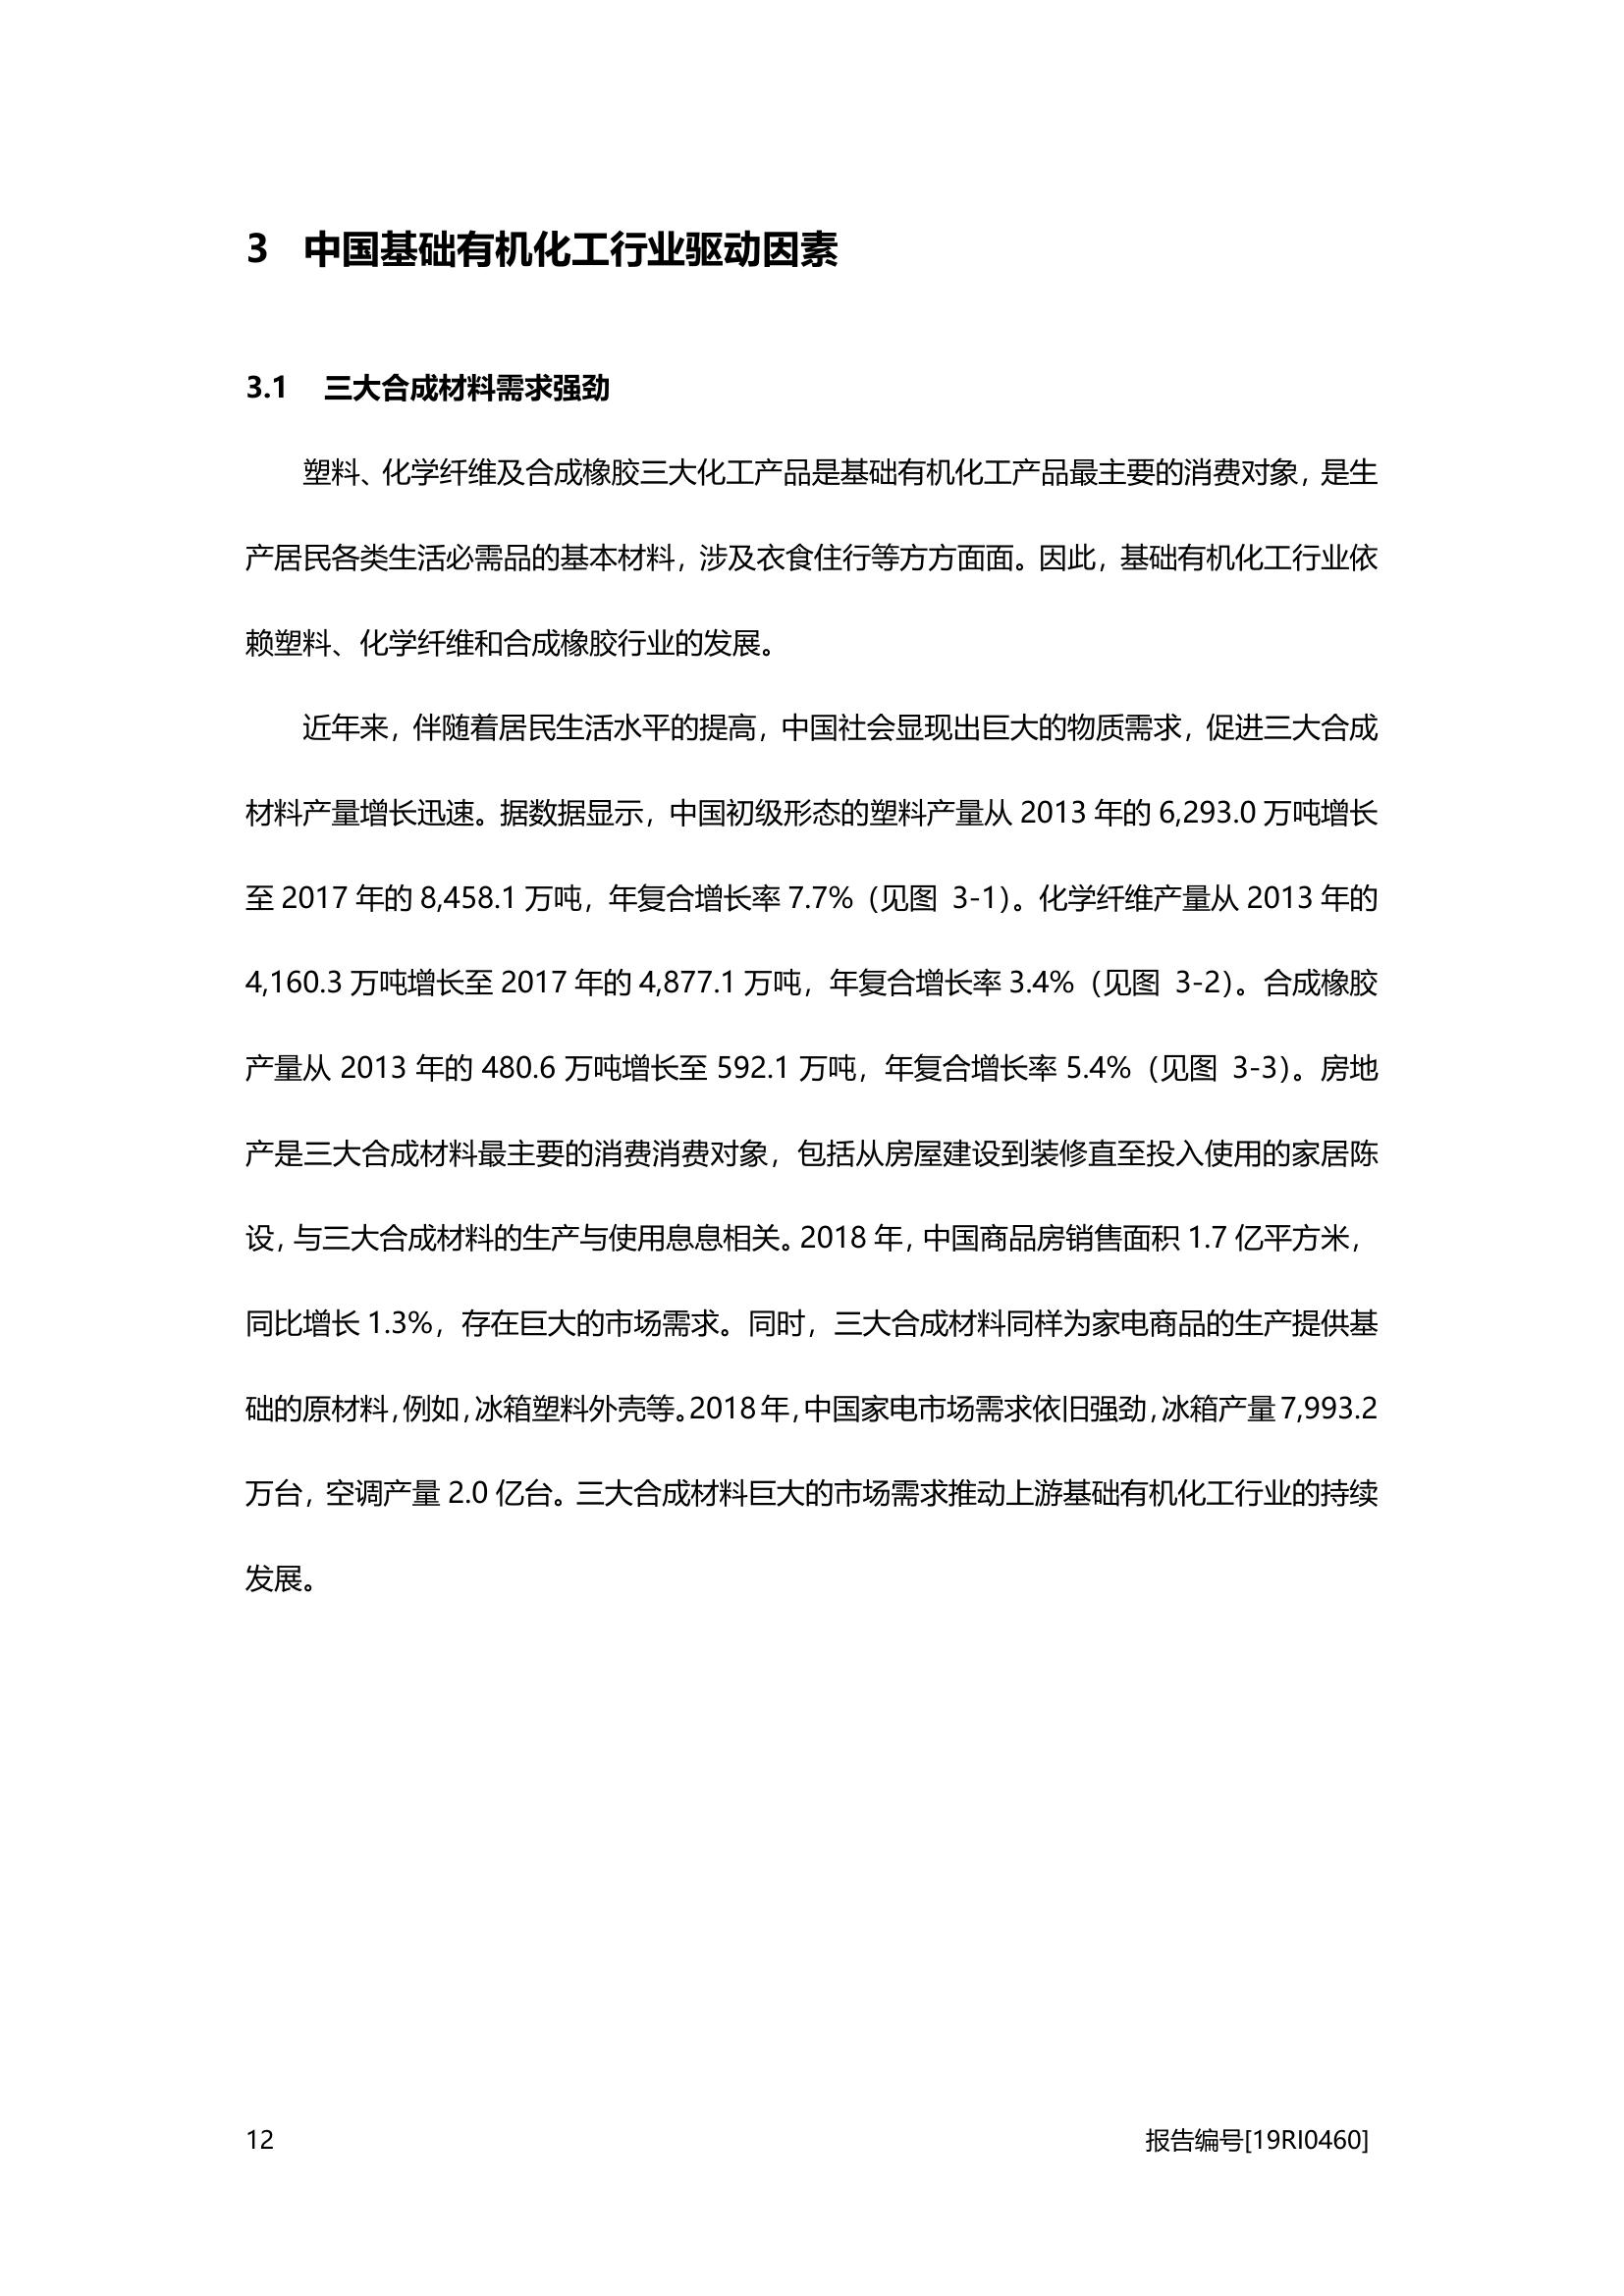 3 中国基础有机化工行业驱动因素
3.1 三大合成材料需求强劲
塑料、化学纤维及合成橡胶三大化工产品是基础有机化工产品最主要的消费对象，是生
产居民各类生活必需品的基本材料，涉及衣食住行等方方面面。因此，基础有机化工行业依
赖塑料、化学纤维和合成橡胶行业的发展。
近年来，伴随着居民生活水平的提高，中国社会显现出巨大的物质需求，促进三大合成
材料产量增长迅速。据数据显示，中国初级形态的塑料产量从 2013 年的 6,293.0 万吨增长
至 2017 年的 8,458.1 万吨，年复合增长率 7.7%（见图 3-1）。化学纤维产量从 2013 年的
4,160.3 万吨增长至 2017 年的 4,877.1 万吨，年复合增长率 3.4%（见图 3-2）。合成橡胶
产量从 2013 年的 480.6 万吨增长至 592.1 万吨，年复合增长率 5.4%（见图 3-3）。房地
产是三大合成材料最主要的消费消费对象，包括从房屋建设到装修直至投入使用的家居陈
设，与三大合成材料的生产与使用息息相关。2018 年，中国商品房销售面积 1.7 亿平方米，
同比增长 1.3%，存在巨大的市场需求。同时，三大合成材料同样为家电商品的生产提供基
础的原材料，例如，冰箱塑料外壳等。2018 年，中国家电市场需求依旧强劲，冰箱产量 7,993.2
万台，空调产量 2.0 亿台。三大合成材料巨大的市场需求推动上游基础有机化工行业的持续
发展。
12 报告编号[19RI0460]